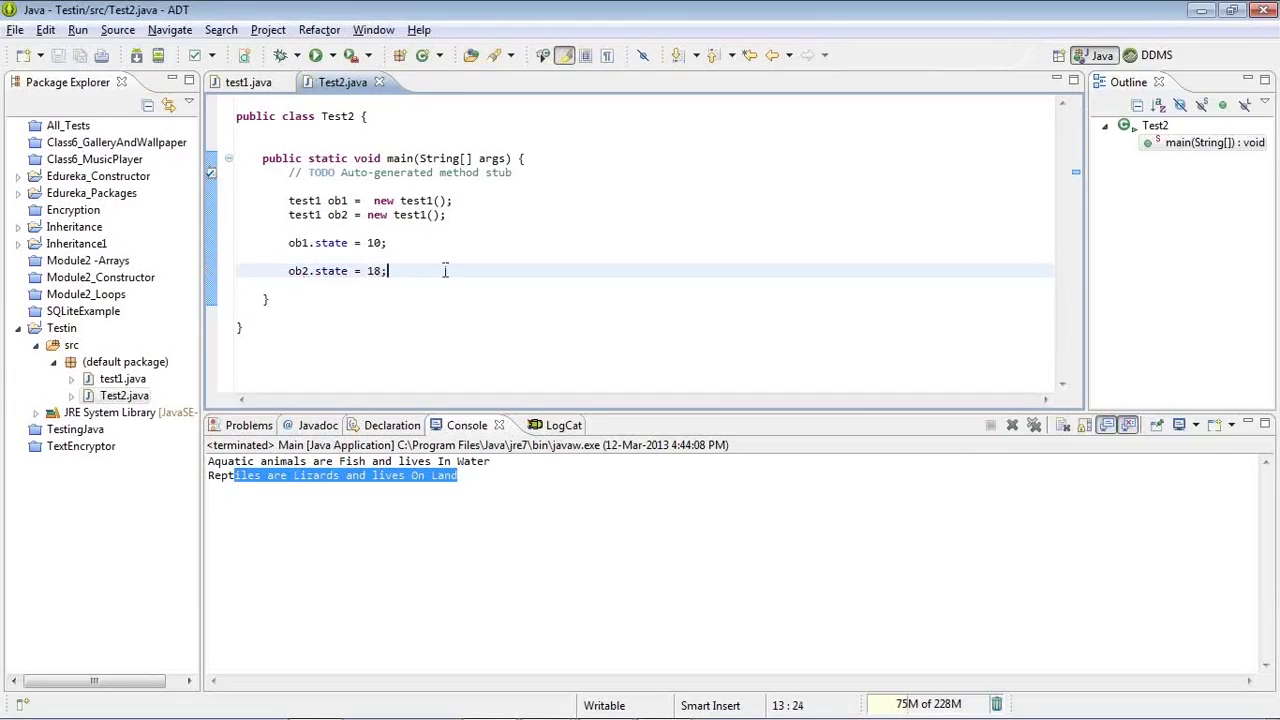 Java - Testin/src/Test2.java - ADT
File Edit Run Source Navigate Search Project Refactor Window Help
Java DDMS
Package Explorer
All_Tests
Class6_GalleryAndWallpaper
Class6_MusicPlayer
Edureka_Constructor
Edureka_Packages
Encryption
Inheritance
Inheritance1
Module2 -Arrays
Module2_Constructor
Module2_Loops
SQLiteExample
Testin
src
(default package)
test1.java
Test2.java
JRE System Library [JavaSE-
TestingJava
TextEncryptor
test1.java Test2.java
public class Test2 {
public static void main(String[] args) {
// TODO Auto-generated method stub
test1 ob1 =  new test1();
test1 ob2 = new test1();
ob1.state = 10;
ob2.state = 18;
}
}
Outline
Test2
main(String[]) : void
Problems Javadoc Declaration Console LogCat
<terminated> Main [Java Application] C:\Program Files\Java\jre7\bin\javaw.exe (12-Mar-2013 4:44:08 PM)
Aquatic animals are Fish and lives In Water
Reptiles are Lizards and lives On Land
Writable Smart Insert 13 : 24 75M of 228M